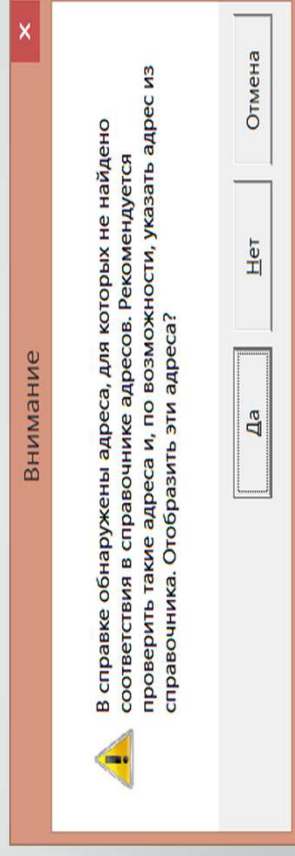 Внимание
x
В справке обнаружены адреса, для которых не найдено
соответствия в справочнике адресов. Рекомендуется
проверить такие адреса и, по возможности, указать адрес из
справочника. Отобразить эти адреса?
Да
Нет
Отмена